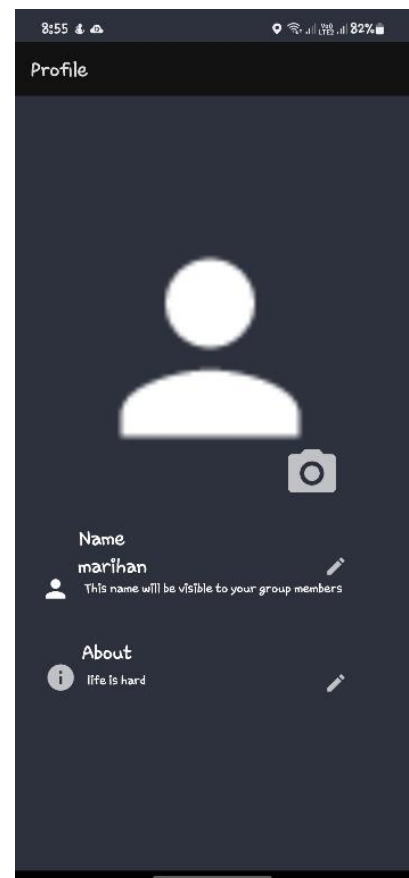 8:55 82%
Profile
Name
marihan
This name will be visible to your group members
About
life is hard